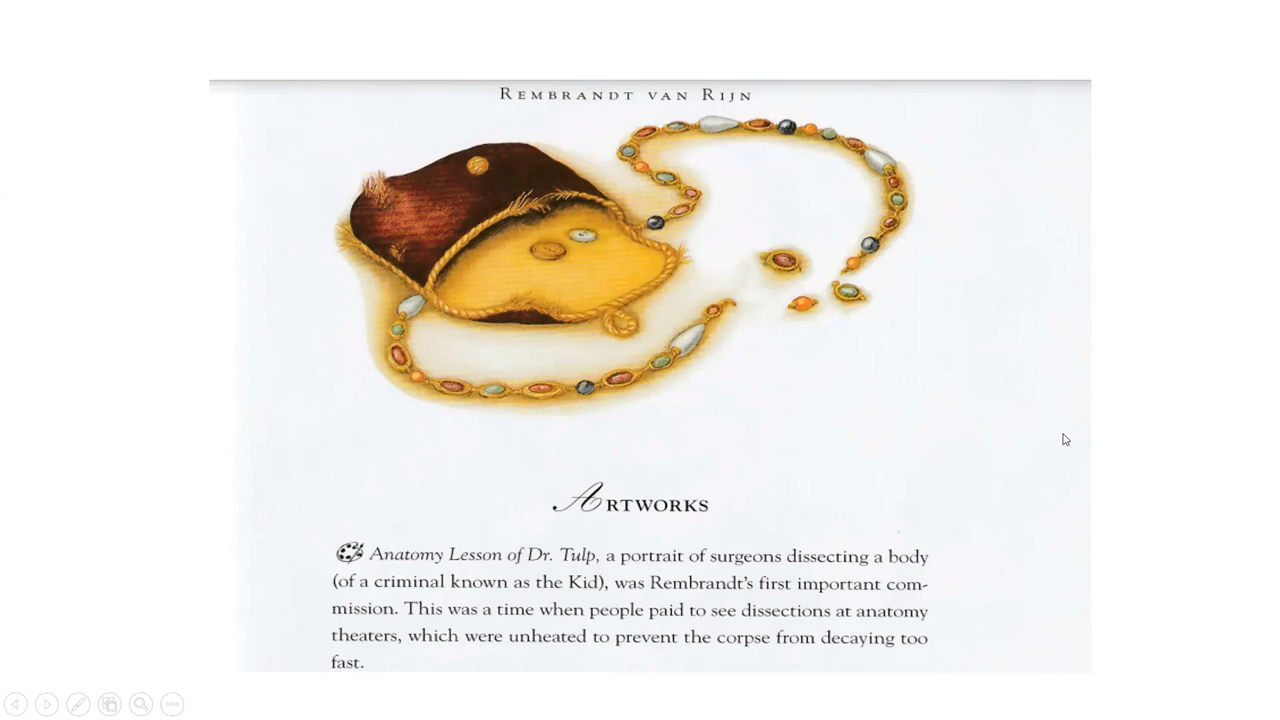 REMBRANDT VAN RIJN
ARTWORKS
Anatomy Lesson of Dr. Tulp, a portrait of surgeons dissecting a body
(of a criminal known as the Kid), was Rembrandt's first important com-
mission. This was a time when people paid to see dissections at anatomy
theaters, which were unheated to prevent the corpse from decaying too
fast.